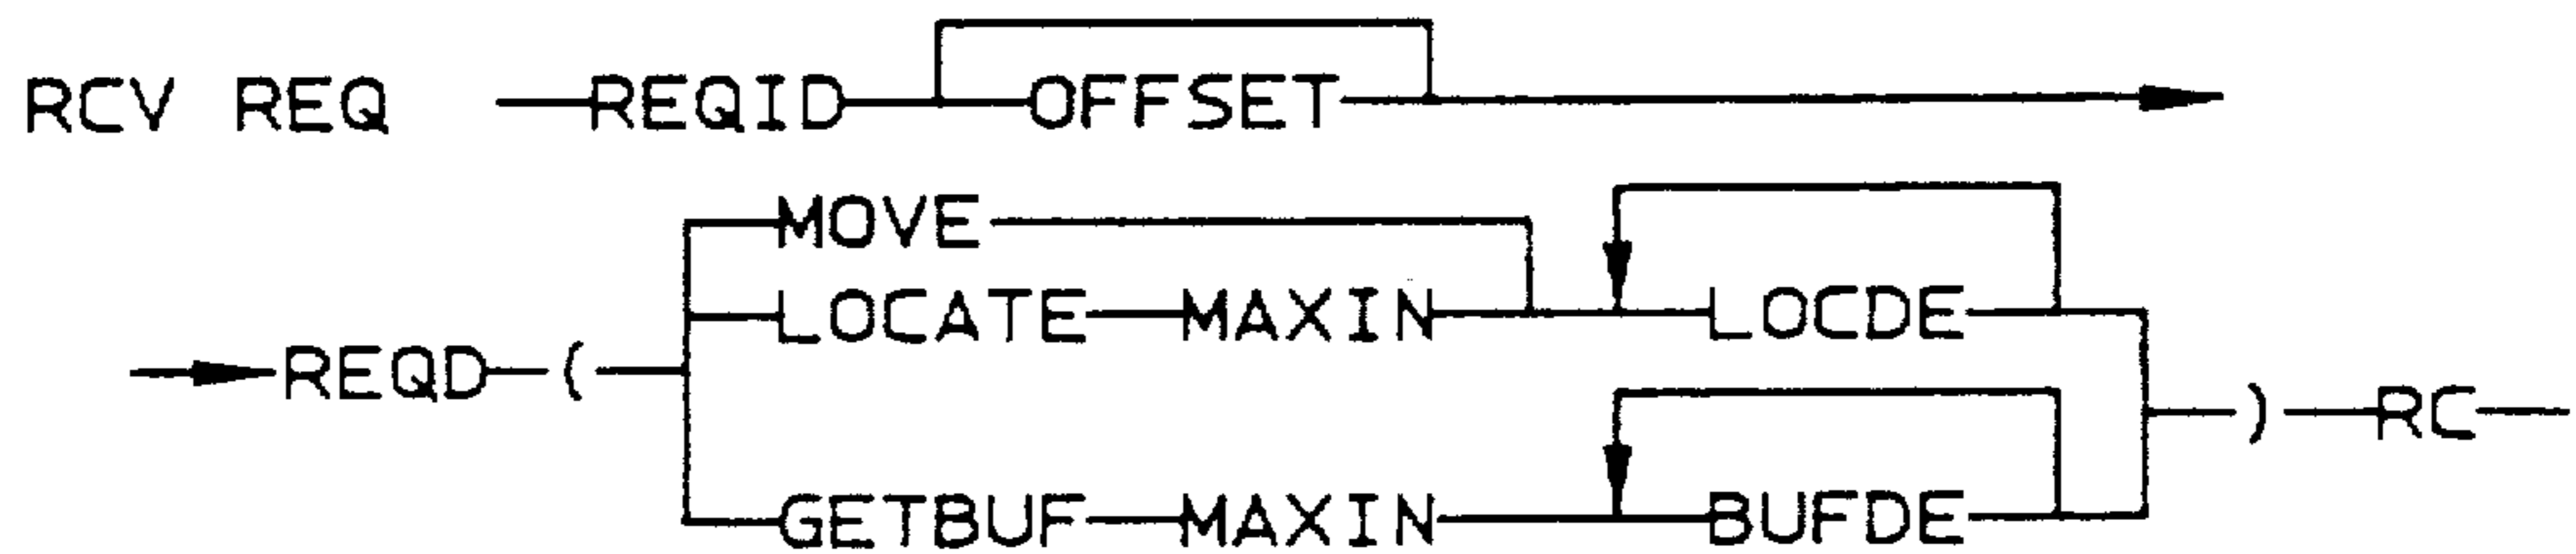 RCV REQ REQID OFFSET
MOVE
LOCATE MAXIN LOCDE
REQD ( ) RC
GETBUF MAXIN BUFDE